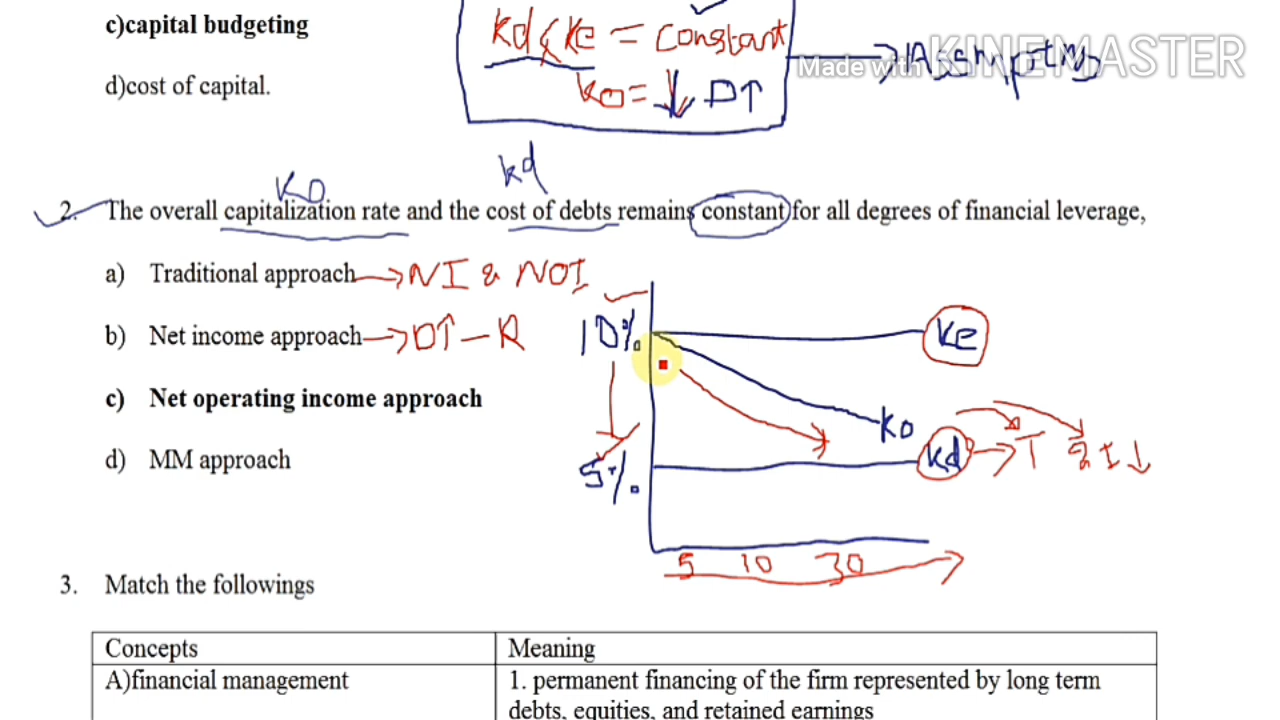 c)capital budgeting
kd & Ke = constant
Made with KINEMASTER
d)cost of capital.
KO = ↓ D↑
KO
kd
2. The overall capitalization rate and the cost of debts remains constant for all degrees of financial leverage,
a) Traditional approach → NI & NOI
b) Net income approach → D↑ - R
10%
Ke
c) Net operating income approach
Ko
d) MM approach
5%
kd → T & I ↓
5 10 30
3. Match the followings
Concepts Meaning
A)financial management 1. permanent financing of the firm represented by long term
debts, equities, and retained earnings